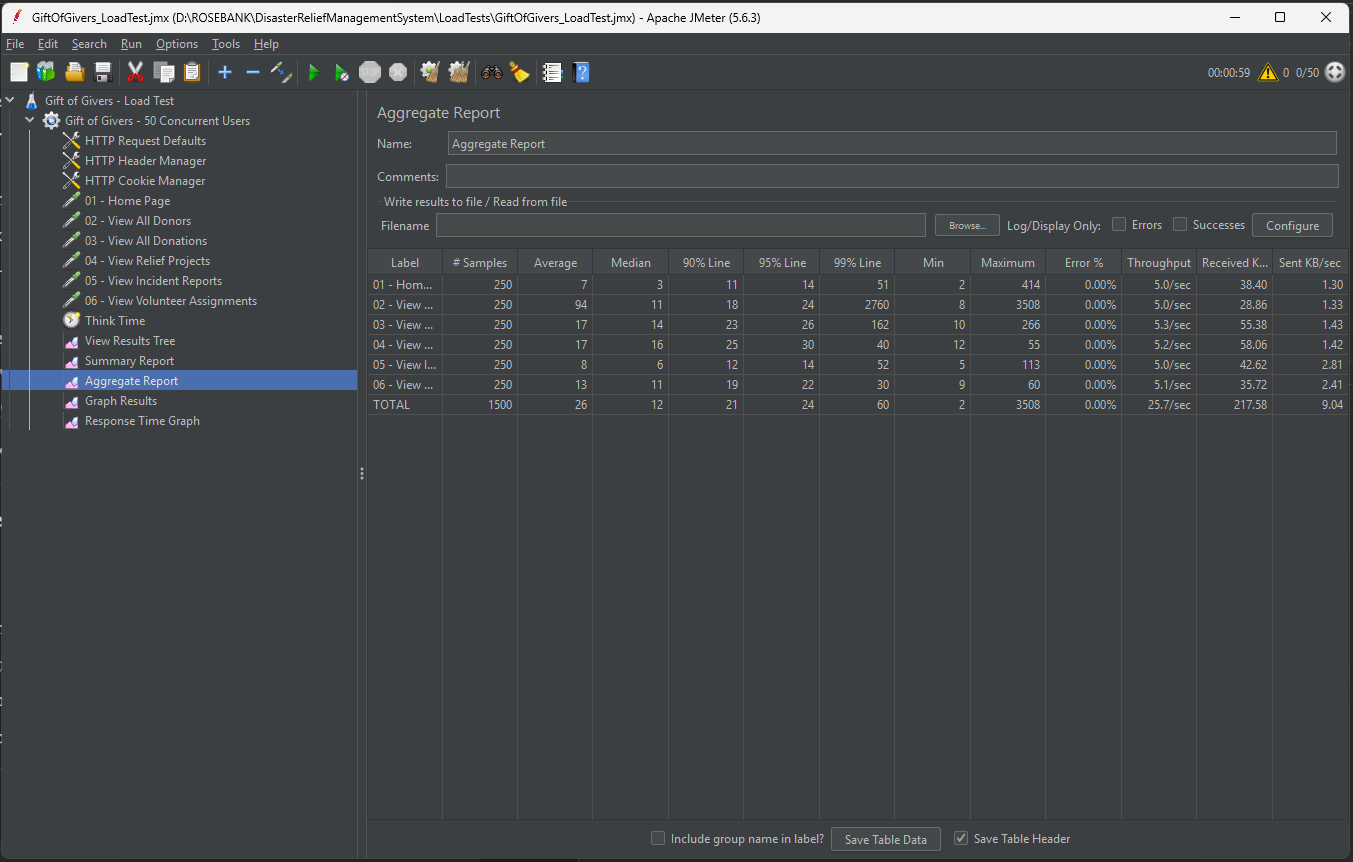 GiftOfGivers_LoadTest.jmx (D:\ROSEBANK\DisasterReliefManagementSystem\LoadTests\GiftOfGivers_LoadTest.jmx) - Apache JMeter (5.6.3)
File Edit Search Run Options Tools Help
STOP 00:00:59 0 0/50
Gift of Givers - Load Test
Gift of Givers - 50 Concurrent Users
HTTP Request Defaults
HTTP Header Manager
HTTP Cookie Manager
01 - Home Page
02 - View All Donors
03 - View All Donations
04 - View Relief Projects
05 - View Incident Reports
06 - View Volunteer Assignments
Think Time
View Results Tree
Summary Report
Aggregate Report
Graph Results
Response Time Graph
Aggregate Report
Name: Aggregate Report
Comments:
Write results to file / Read from file
Filename Browse... Log/Display Only: Errors Successes Configure
Label # Samples Average Median 90% Line 95% Line 99% Line Min Maximum Error % Throughput Received K... Sent KB/sec
01 - Hom... 250 7 3 11 14 51 2 414 0.00% 5.0/sec 38.40 1.30
02 - View ... 250 94 11 18 24 2760 8 3508 0.00% 5.0/sec 28.86 1.33
03 - View ... 250 17 14 23 26 162 10 266 0.00% 5.3/sec 55.38 1.43
04 - View ... 250 17 16 25 30 40 12 55 0.00% 5.2/sec 58.06 1.42
05 - View I... 250 8 6 12 14 52 5 113 0.00% 5.0/sec 42.62 2.81
06 - View ... 250 13 11 19 22 30 9 60 0.00% 5.1/sec 35.72 2.41
TOTAL 1500 26 12 21 24 60 2 3508 0.00% 25.7/sec 217.58 9.04
Include group name in label? Save Table Data Save Table Header